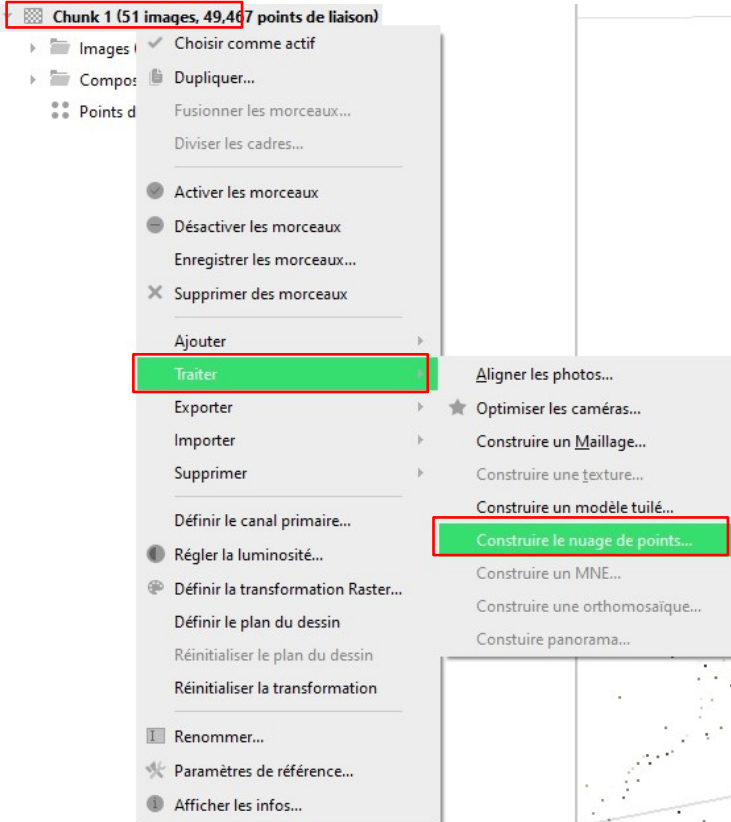 Chunk 1 (51 images, 49,467 points de liaison)
Images (
Compos
Points d
Choisir comme actif
Dupliquer...
Fusionner les morceaux...
Diviser les cadres...
Activer les morceaux
Désactiver les morceaux
Enregistrer les morceaux...
Supprimer des morceaux
Ajouter
Traiter
Exporter
Importer
Supprimer
Définir le canal primaire...
Régler la luminosité...
Définir la transformation Raster...
Définir le plan du dessin
Réinitialiser le plan du dessin
Réinitialiser la transformation
Renommer...
Paramètres de référence...
Afficher les infos...
Aligner les photos...
Optimiser les caméras...
Construire un Maillage...
Construire une texture...
Construire un modèle tuilé...
Construire le nuage de points...
Construire un MNE...
Construire une orthomosaïque...
Constuire panorama...